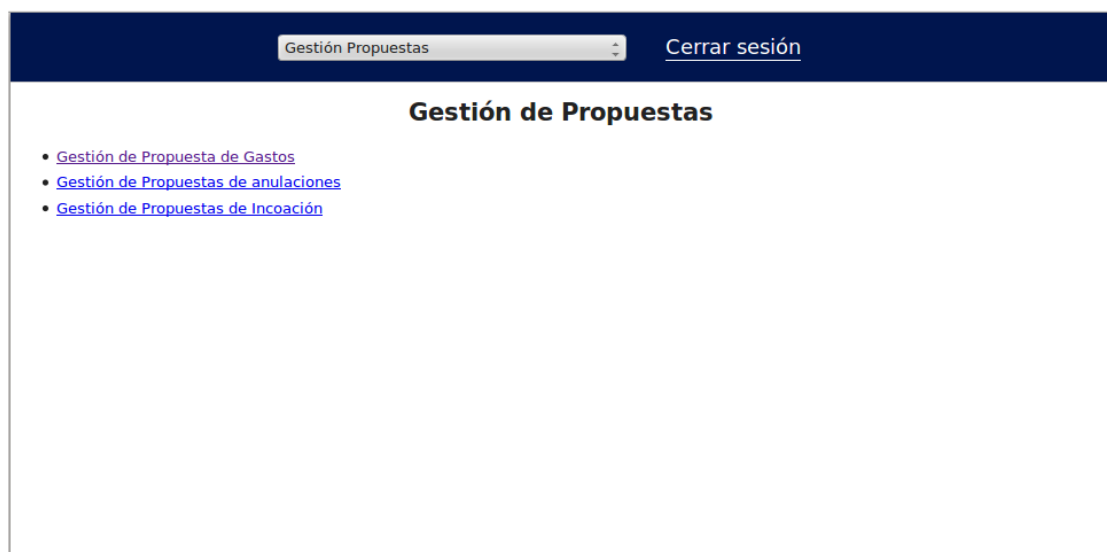 Gestión Propuestas
Cerrar sesión
Gestión de Propuestas
Gestión de Propuesta de Gastos
Gestión de Propuestas de anulaciones
Gestión de Propuestas de Incoación